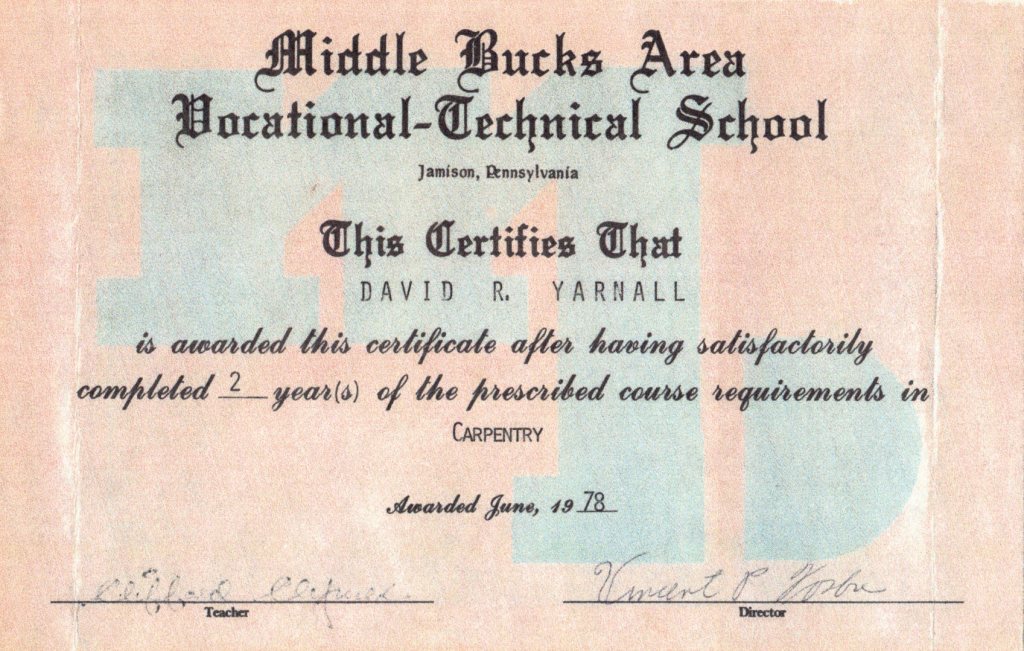 Middle Bucks Area
Vocational-Technical School
Jamison, Pennsylvania
This Certifies That
DAVID R. YARNALL
is awarded this certificate after having satisfactorily
completed 2 year(s) of the prescribed course requirements in
CARPENTRY
Awarded June, 1978
Clifford
Vincent P
Teacher
Director